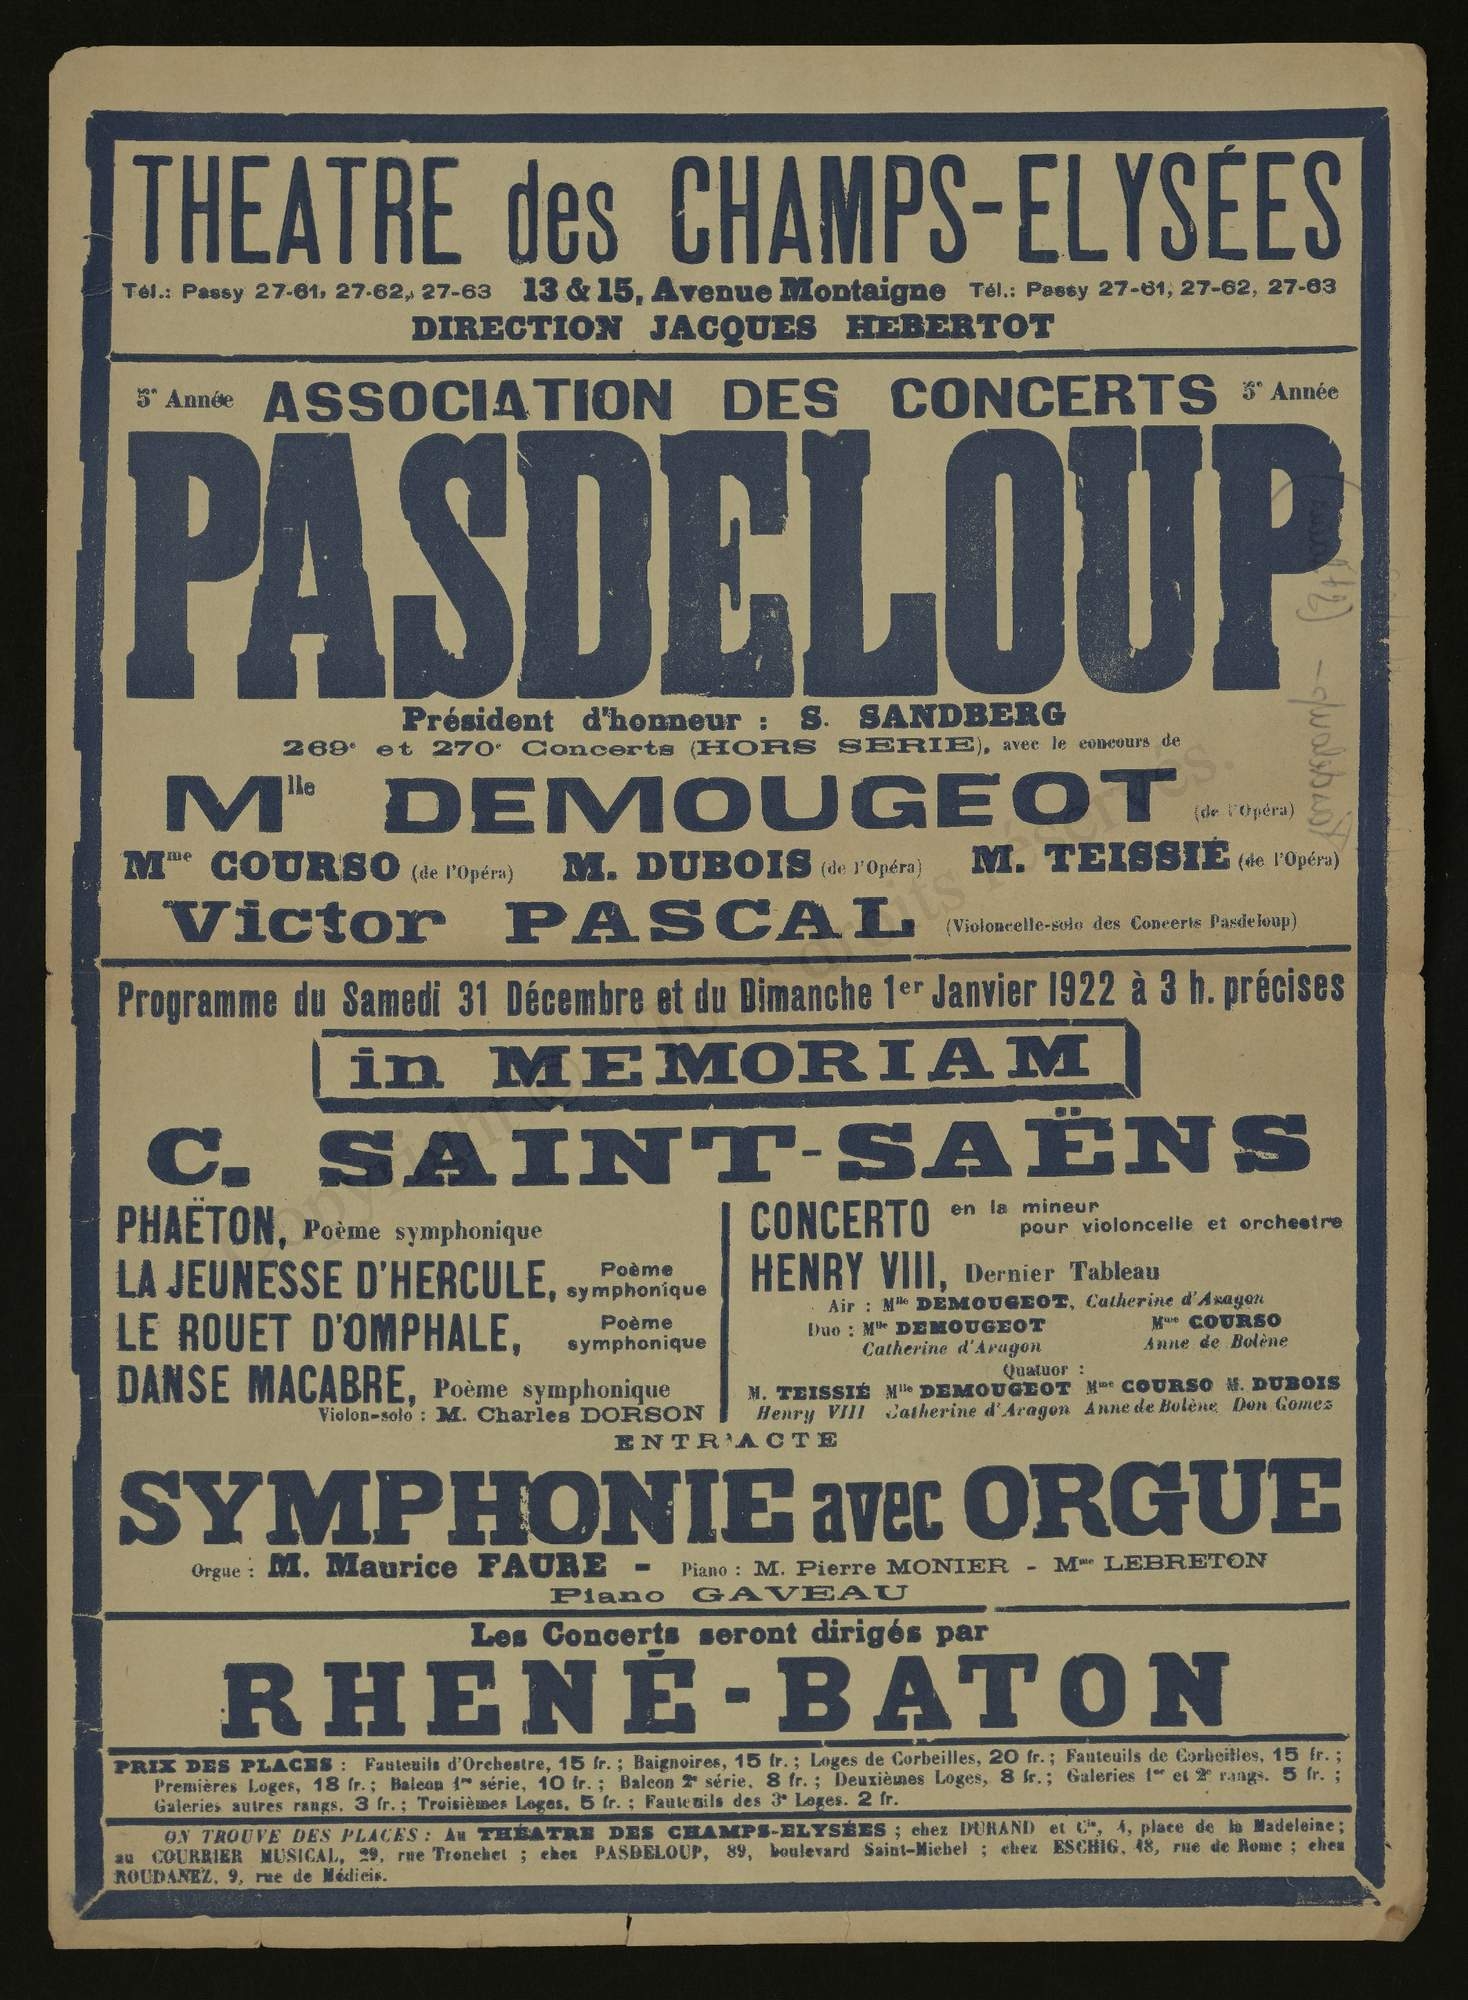 THEATRE des CHAMPS-ELYSÉES
Tél.: Passy 27-61, 27-62, 27-63 13 & 15, Avenue Montaigne Tél.: Passy 27-61, 27-62, 27-63
DIRECTION JACQUES HEBERTOT
5e Année ASSOCIATION DES CONCERTS 5e Année
PASDELOUP
Président d'honneur : S. SANDBERG
269e et 270e Concerts (HORS SERIE), avec le concours de
Mlle DEMOUGEOT (de l'Opéra)
Mme COURSO (de l'Opéra) M. DUBOIS (de l'Opéra) M. TEISSIÉ (de l'Opéra)
Victor PASCAL (Violoncelle-solo des Concerts Pasdeloup)
Programme du Samedi 31 Décembre et du Dimanche 1er Janvier 1922 à 3 h. précises
in MEMORIAM
C. SAINT-SAËNS
PHAËTON, Poème symphonique
LA JEUNESSE D'HERCULE, Poème symphonique
LE ROUET D'OMPHALE, Poème symphonique
DANSE MACABRE, Poème symphonique
Violon-solo : M. Charles DORSON
CONCERTO en la mineur
pour violoncelle et orchestre
HENRY VIII, Dernier Tableau
Air : Mlle DEMOUGEOT, Catherine d'Aragon
Duo : Mlle DEMOUGEOT Mme COURSO
Catherine d'Aragon Anne de Bolène
Quatuor :
M. TEISSIÉ Mlle DEMOUGEOT Mme COURSO M. DUBOIS
Henry VIII Catherine d'Aragon Anne de Bolène Don Gomez
ENTR'ACTE
SYMPHONIE avec ORGUE
Orgue : M. Maurice FAURE - Piano : M. Pierre MONIER - Mme LEBRETON
Piano GAVEAU
Les Concerts seront dirigés par
RHENÉ-BATON
PRIX DES PLACES : Fauteuils d'Orchestre, 15 fr. ; Baignoires, 15 fr. ; Loges de Corbeilles, 20 fr. ; Fauteuils de Corbeilles, 15 fr. ;
Premières Loges, 18 fr. ; Balcon 1re série, 10 fr. ; Balcon 2e série, 8 fr. ; Deuxièmes Loges, 8 fr. ; Galeries 1er et 2e rangs. 5 fr. ;
Galeries autres rangs. 3 fr. ; Troisièmes Loges, 5 fr. ; Fauteuils des 3e Loges. 2 fr.
ON TROUVE DES PLACES : Au THÉATRE DES CHAMPS-ELYSÉES ; chez DURAND et Cie, 4, place de la Madeleine ;
au COURRIER MUSICAL, 29, rue Tronchet ; chez PASDELOUP, 89, boulevard Saint-Michel ; chez ESCHIG, 48, rue de Rome ; chez
ROUDANEZ, 9, rue de Médicis.
Pasdeloup
Copyright © Tous droits réservés.